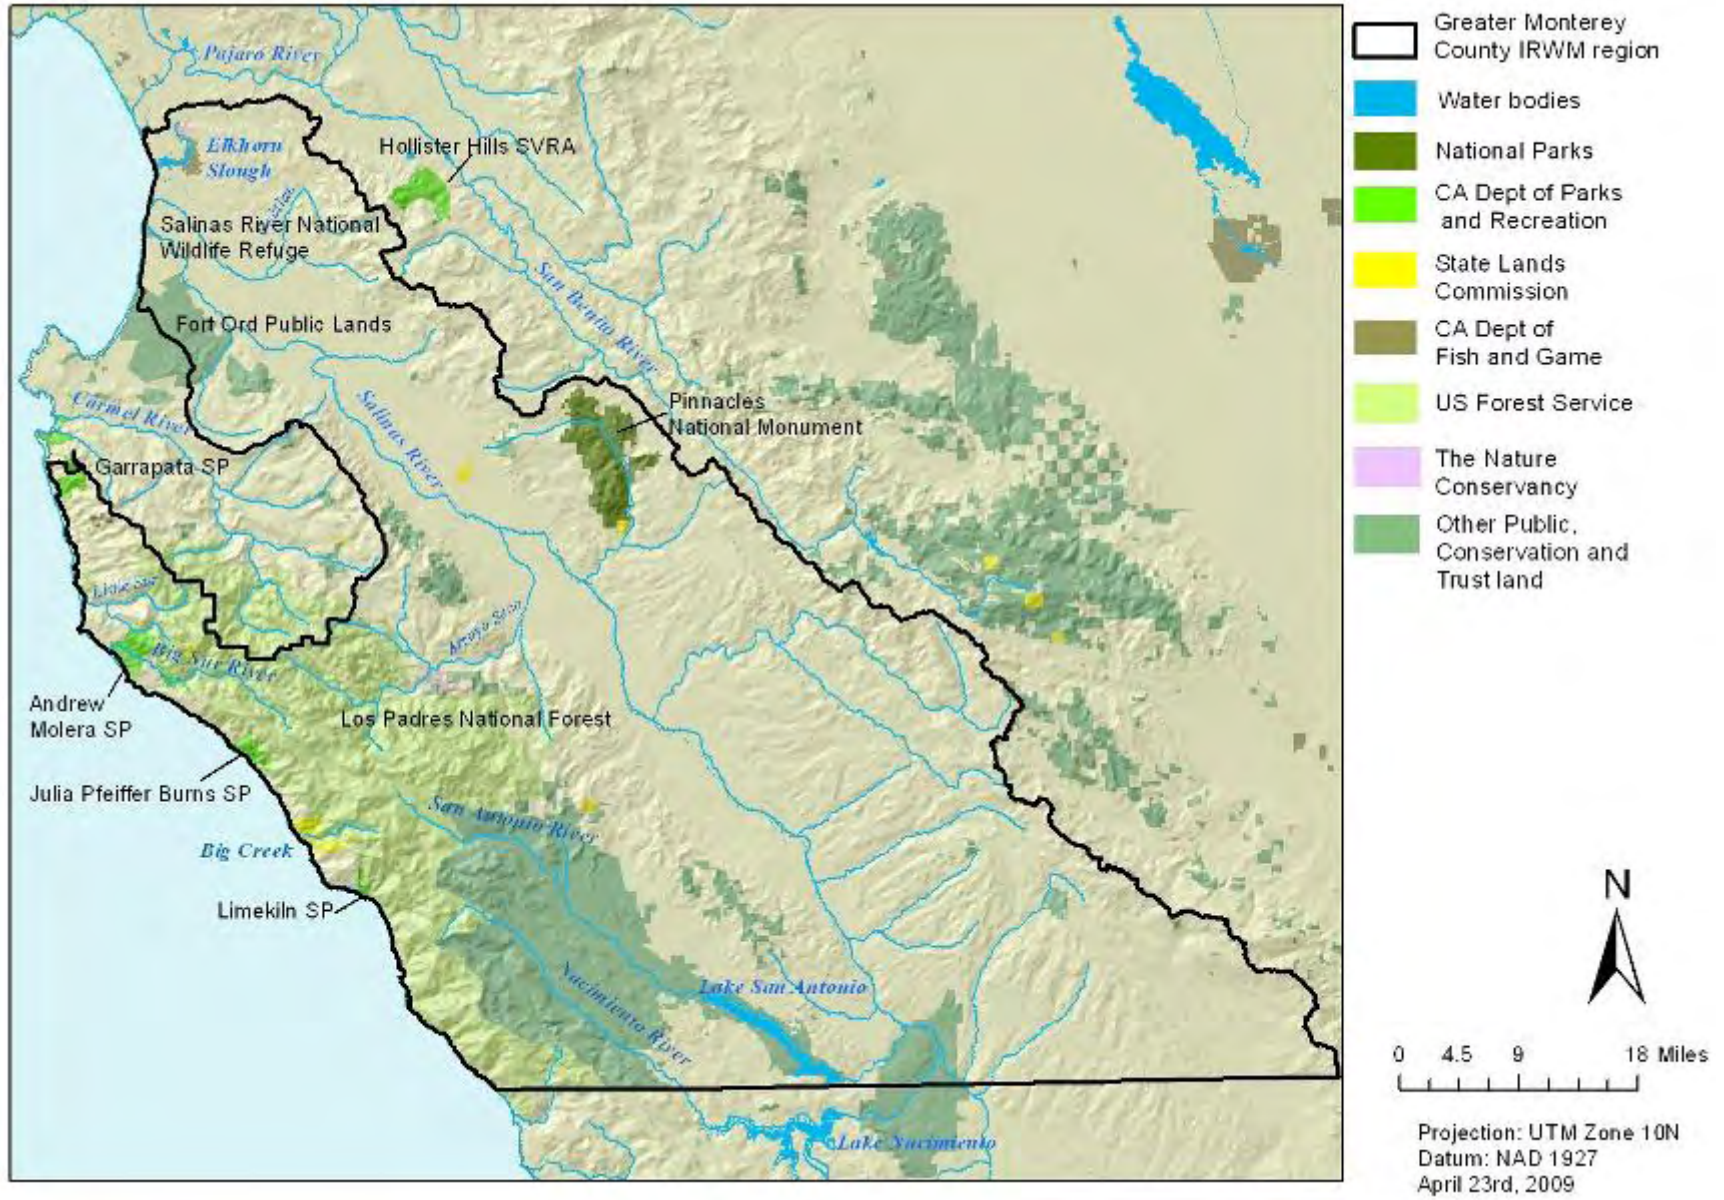 Pajaro River
Elkhorn
Slough
Hollister Hills SVRA
Salinas River National
Wildlife Refuge
San Benito River
Fort Ord Public Lands
Carmel River
Salinas River
Pinnacles
National Monument
Garrapata SP
Little Sur
Arroyo Seco
Big Sur River
Andrew
Molera SP
Los Padres National Forest
Julia Pfeiffer Burns SP
San Antonio River
Big Creek
Limekiln SP
Nacimiento River
Lake San Antonio
Lake Nacimiento
Greater Monterey
County IRWM region
Water bodies
National Parks
CA Dept of Parks
and Recreation
State Lands
Commission
CA Dept of
Fish and Game
US Forest Service
The Nature
Conservancy
Other Public,
Conservation and
Trust land
N
0 4.5 9 18 Miles
Projection: UTM Zone 10N
Datum: NAD 1927
April 23rd, 2009